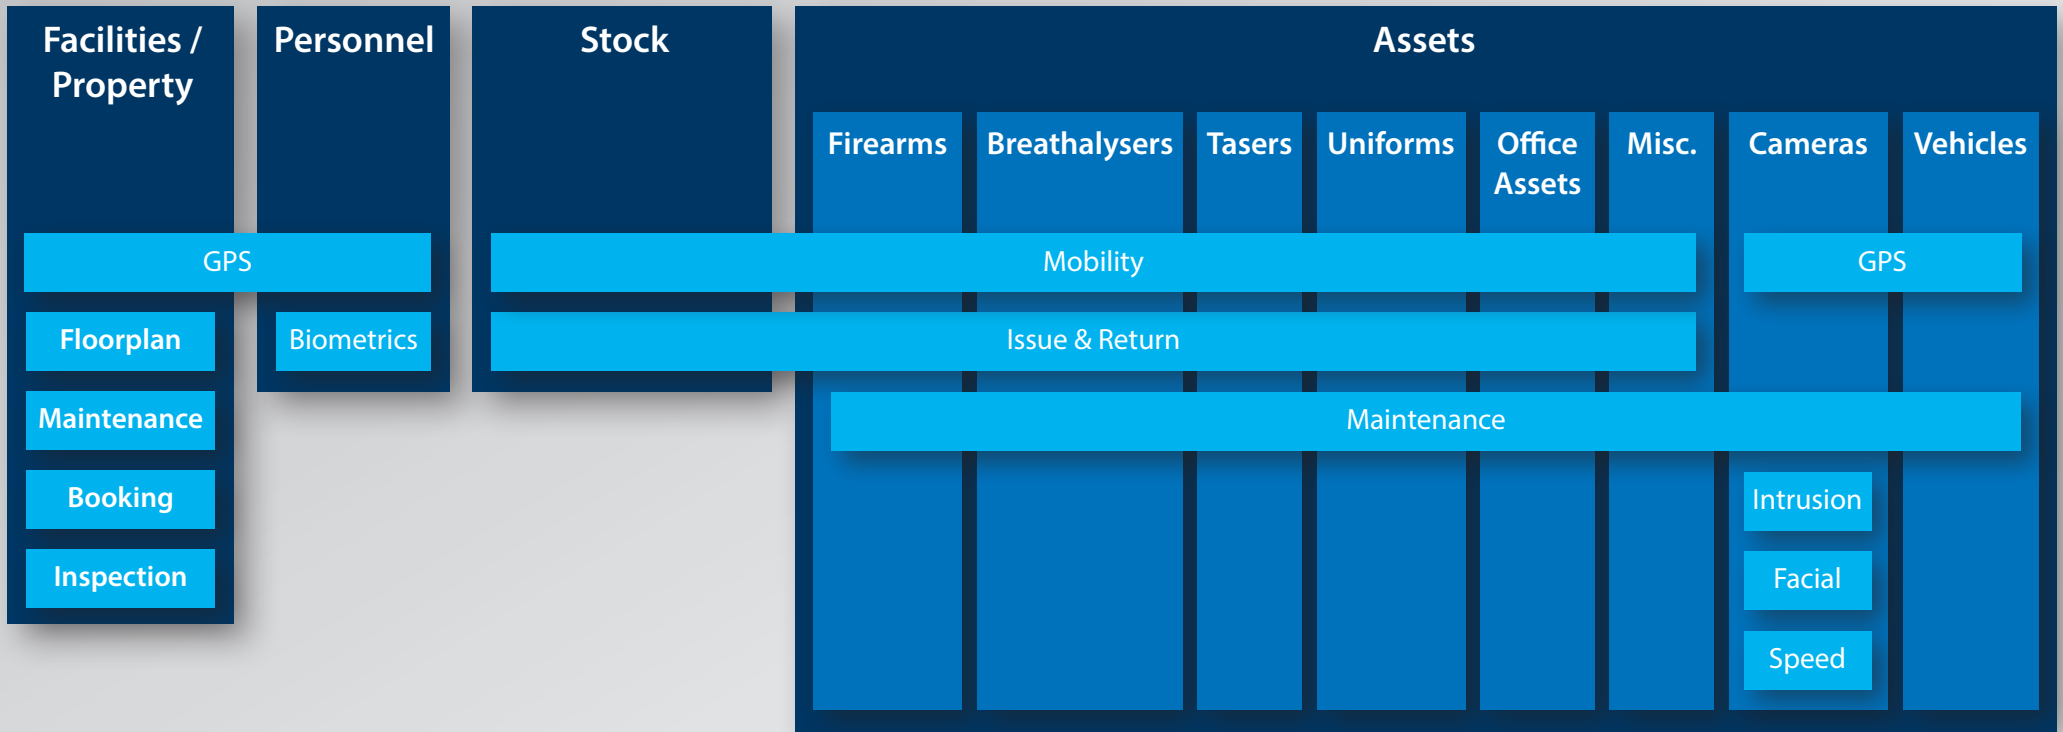 Facilities /
Property
Personnel
Stock
Assets
Firearms
Breathalysers
Tasers
Uniforms
Office
Assets
Misc.
Cameras
Vehicles
GPS
Mobility
GPS
Floorplan
Biometrics
Issue & Return
Maintenance
Maintenance
Booking
Intrusion
Inspection
Facial
Speed